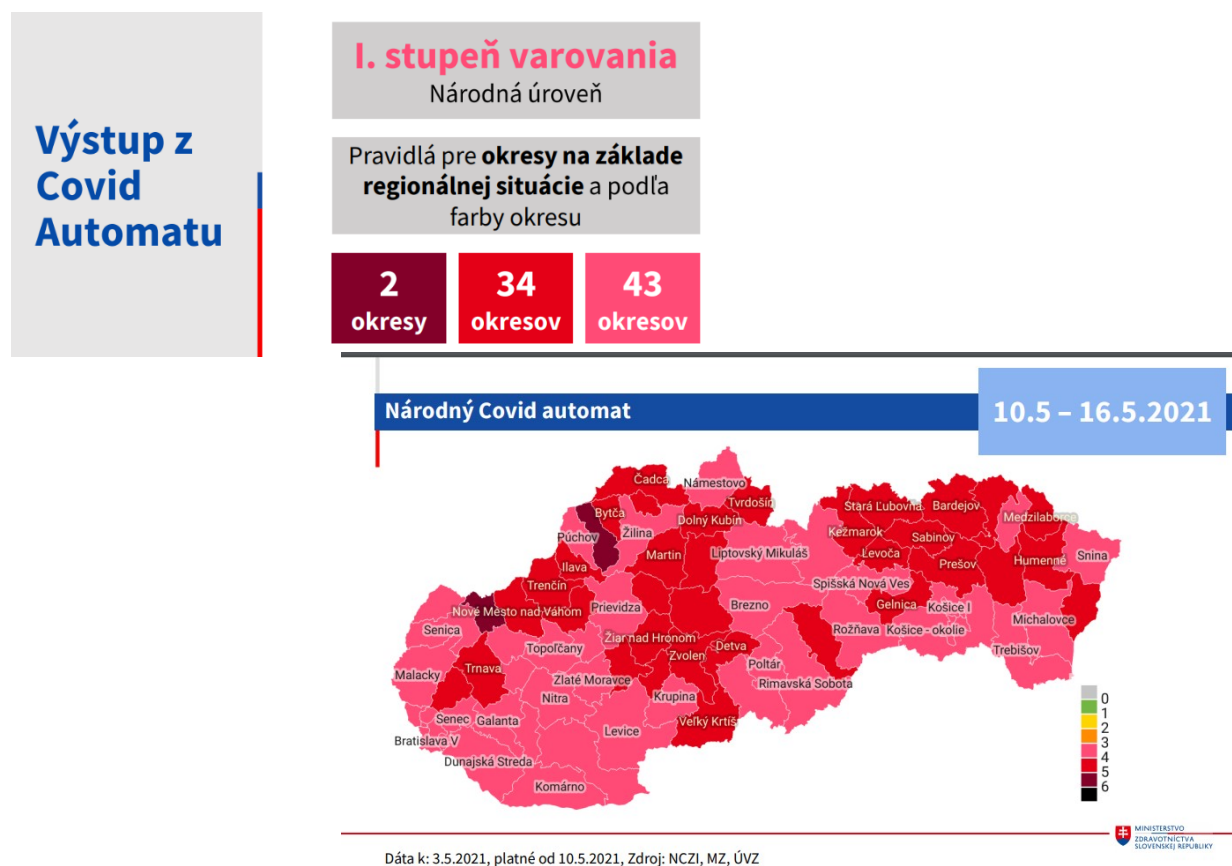 Výstup z
Covid
Automatu
I. stupeň varovania
Národná úroveň
Pravidlá pre okresy na základe
regionálnej situácie a podľa
farby okresu
2
okresy
34
okresov
43
okresov
Národný Covid automat
10.5 – 16.5.2021
Čadca
Námestovo
Tvrdošín
Bytča
Dolný Kubín
Púchov
Žilina
Stará Ľubovňa
Bardejov
Medzilaborce
Kežmarok
Sabinov
Martin
Liptovský Mikuláš
Levoča
Prešov
Humenné
Snina
Ilava
Trenčín
Spišská Nová Ves
Nové Mesto nad Váhom
Prievidza
Brezno
Gelnica
Košice I
Michalovce
Senica
Žiar nad Hronom
Rožňava
Košice - okolie
Topoľčany
Zvolen
Detva
Trebišov
Malacky
Trnava
Zlaté Moravce
Poltár
Nitra
Krupina
Rimavská Sobota
Senec
Galanta
Levice
Veľký Krtíš
Bratislava V
Dunajská Streda
Komárno
0
1
2
3
4
5
6
MINISTERSTVO
ZDRAVOTNÍCTVA
SLOVENSKEJ REPUBLIKY
Dáta k: 3.5.2021, platné od 10.5.2021, Zdroj: NCZI, MZ, ÚVZ